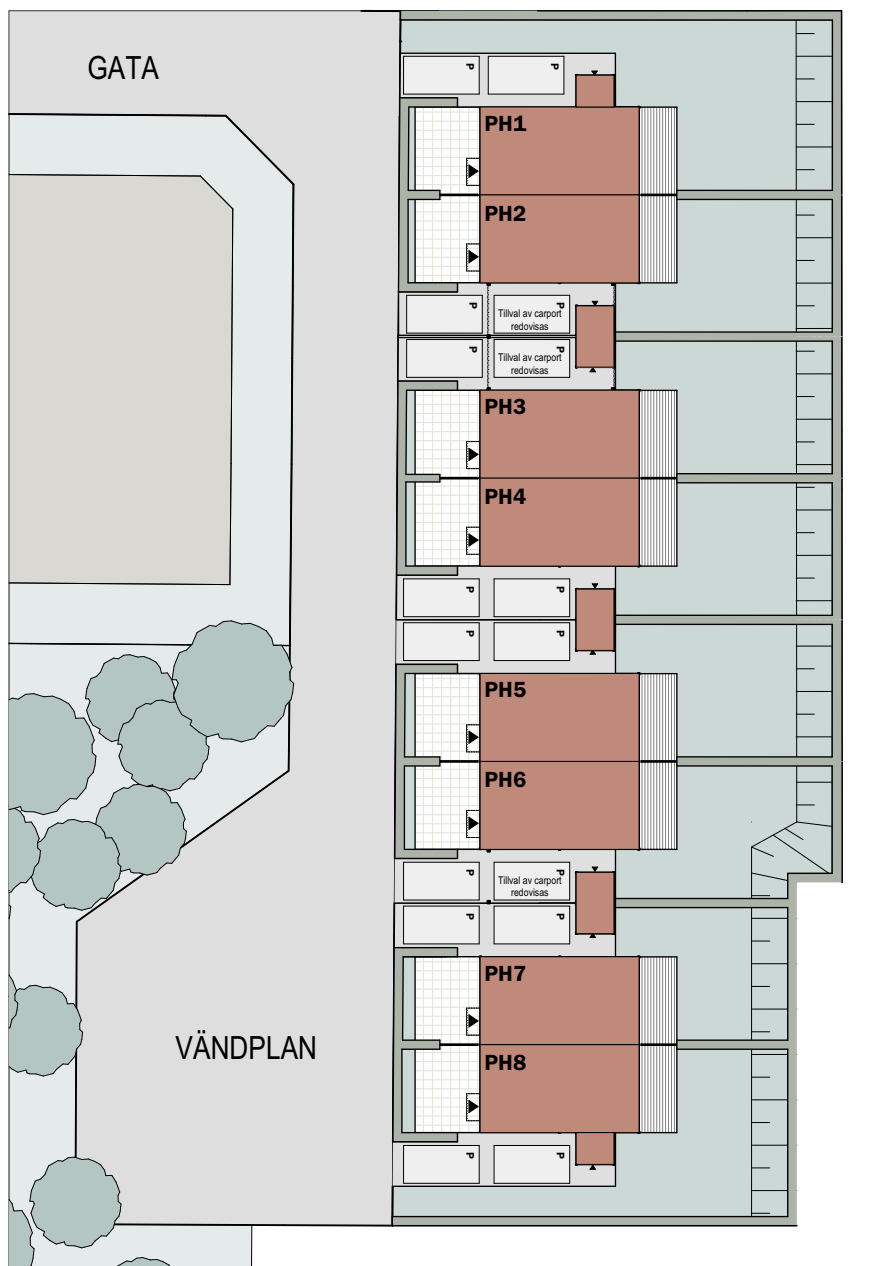 GATA
P P
PH1
PH2
P P
Tillval av carport
redovisas
P P
Tillval av carport
redovisas
PH3
PH4
P P
P P
PH5
PH6
P P
Tillval av carport
redovisas
P P
PH7
VÄNDPLAN
PH8
P P